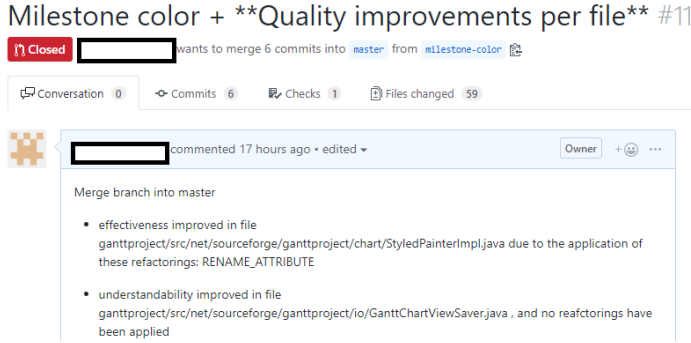 Milestone color + **Quality improvements per file** #11
Closed wants to merge 6 commits into master from milestone-color
Conversation 0 Commits 6 Checks 1 Files changed 59
commented 17 hours ago • edited Owner
Merge branch into master
• effectiveness improved in file
ganttproject/src/net/sourceforge/ganttproject/chart/StyledPainterImpl.java due to the application of
these refactorings: RENAME_ATTRIBUTE
• understandability improved in file
ganttproject/src/net/sourceforge/ganttproject/io/GanttChartViewSaver.java , and no reafctorings have
been applied